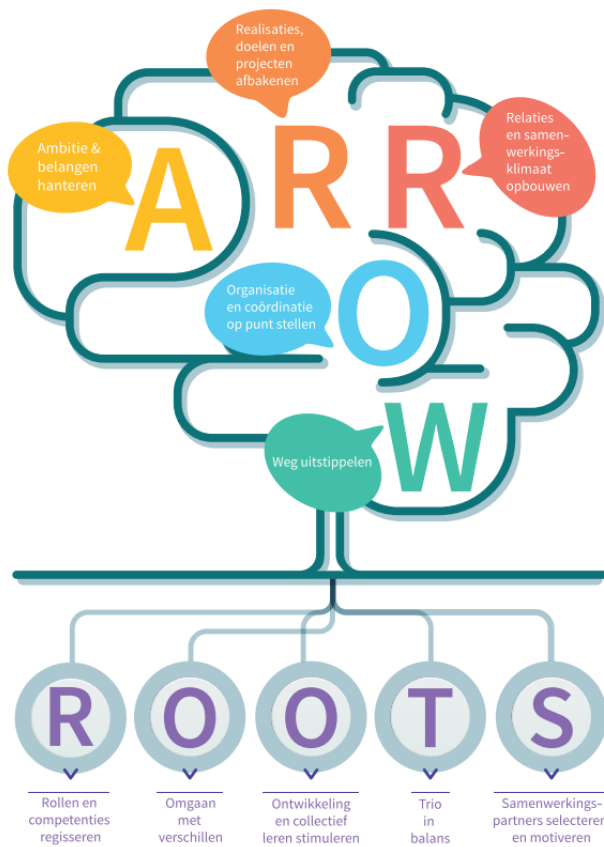 Realisaties,
doelen en
projecten
afbakenen
Ambitie &
belangen
hanteren
Relaties
en samen-
werkings-
klimaat
opbouwen
A R R
Organisatie
en coördinatie
op punt stellen
O
Weg uitstippelen
W
R O O T S
Rollen en
competenties
regisseren
Omgaan
met
verschillen
Ontwikkeling
en collectief
leren stimuleren
Trio
in
balans
Samenwerkings-
partners selecteren
en motiveren